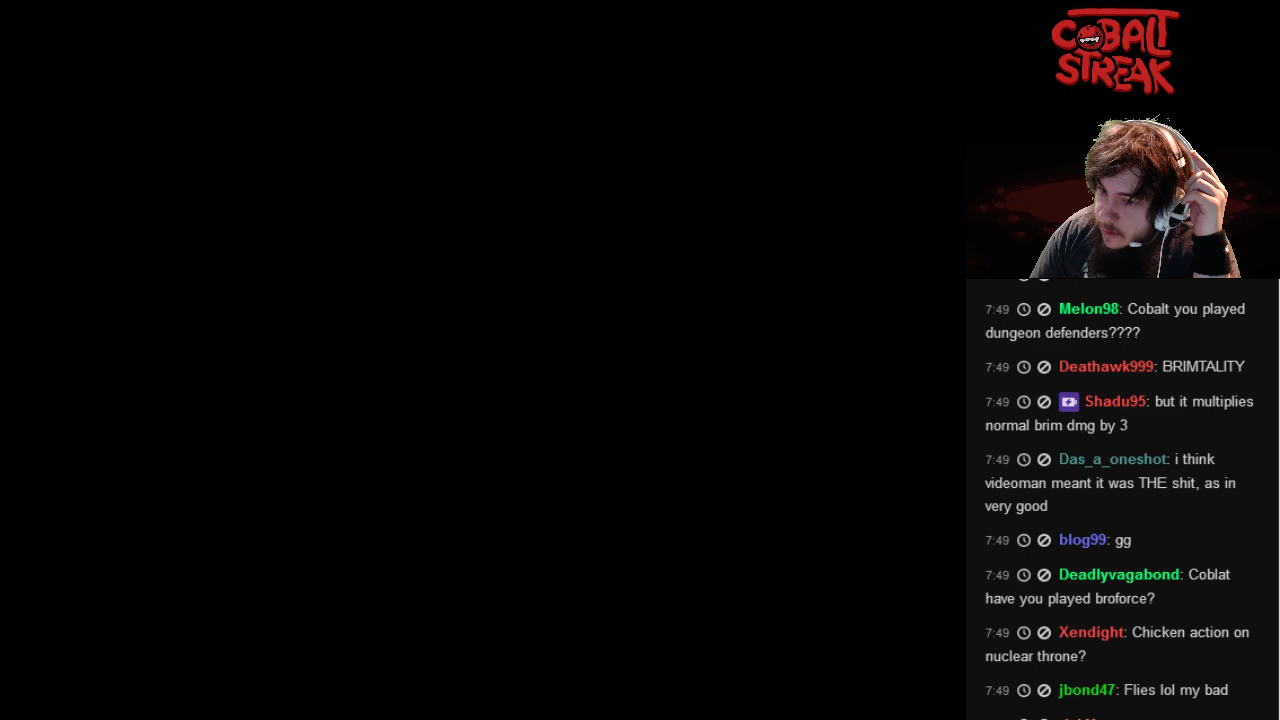 COBALT
STREAK
7:49 Melon98: Cobalt you played
dungeon defenders????
7:49 Deathawk999: BRIMTALITY
7:49 Shadu95: but it multiplies
normal brim dmg by 3
7:49 Das_a_oneshot: i think
videoman meant it was THE shit, as in
very good
7:49 blog99: gg
7:49 Deadlyvagabond: Coblat
have you played broforce?
7:49 Xendight: Chicken action on
nuclear throne?
7:49 jbond47: Flies lol my bad